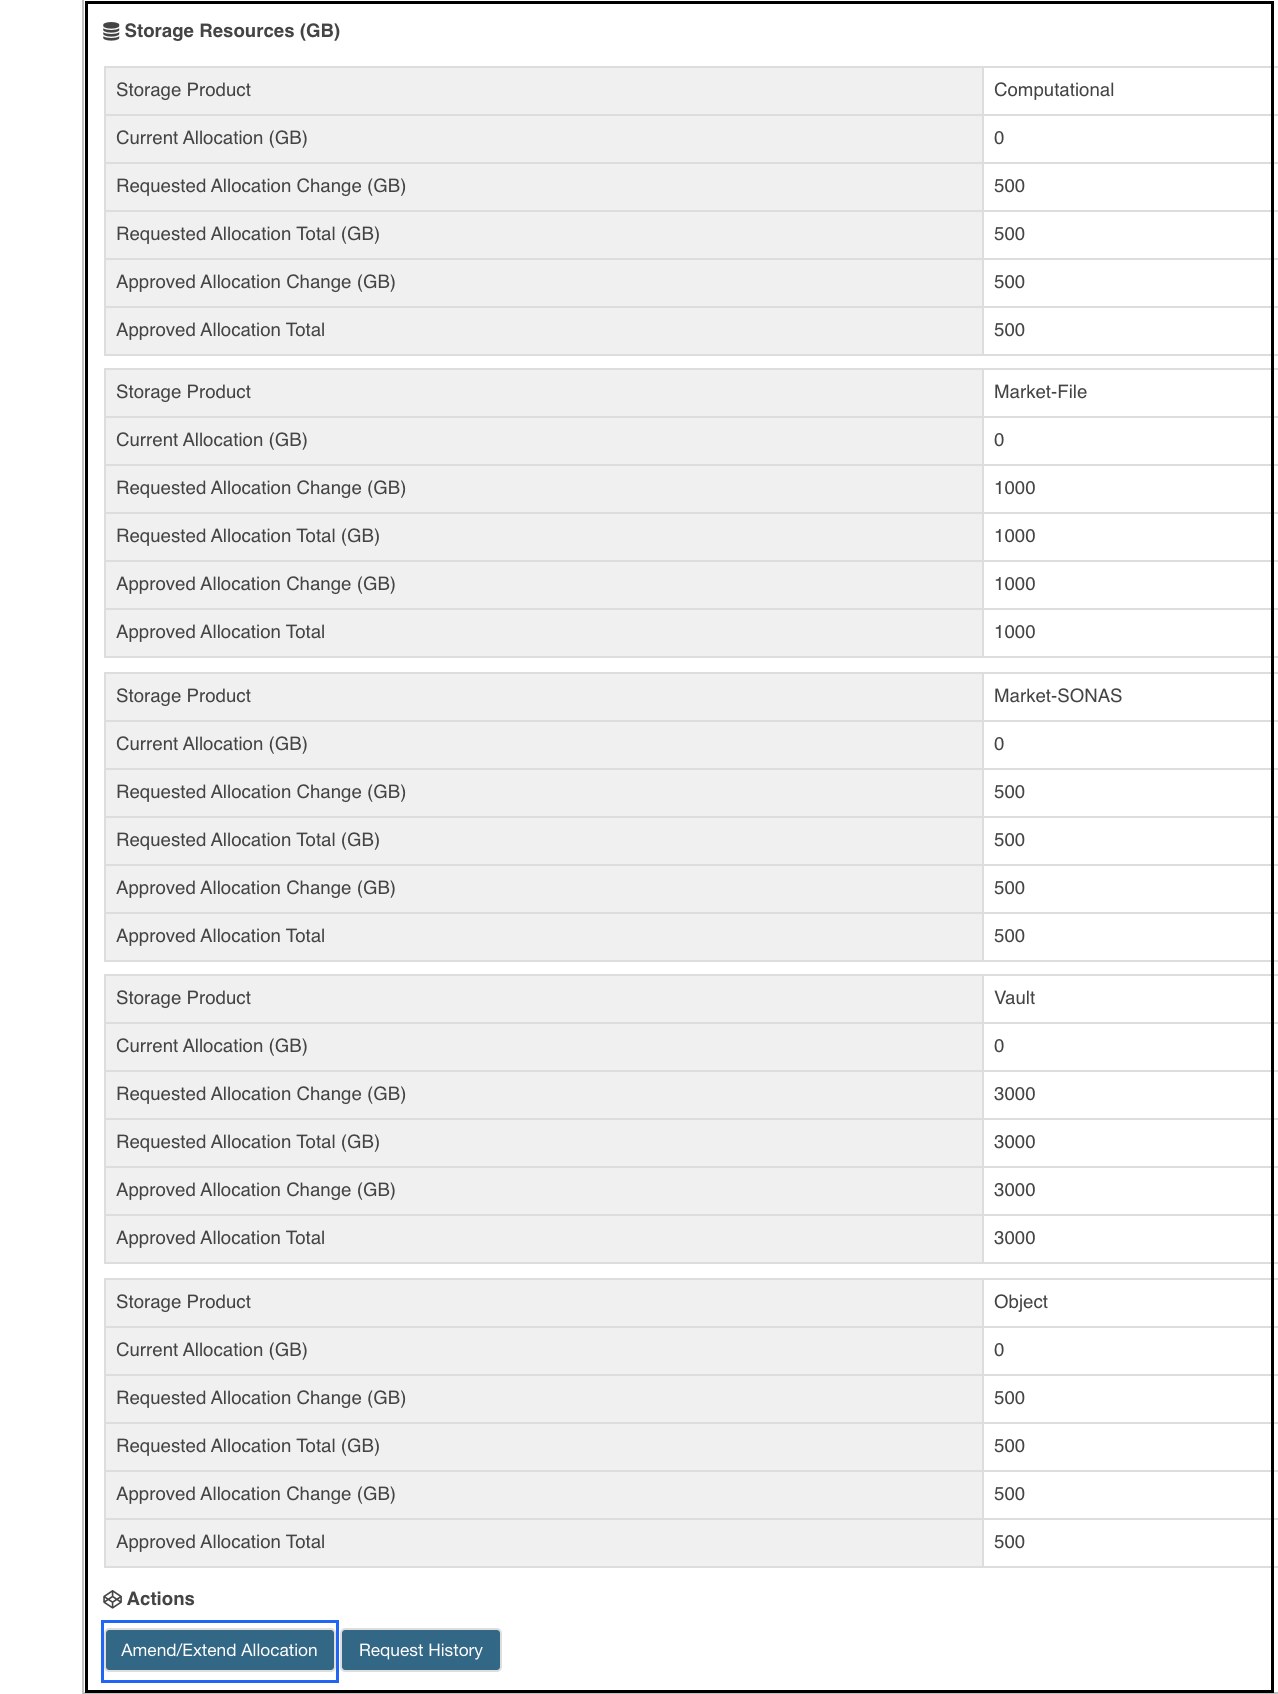 Storage Resources (GB)
Storage Product Computational
Current Allocation (GB) 0
Requested Allocation Change (GB) 500
Requested Allocation Total (GB) 500
Approved Allocation Change (GB) 500
Approved Allocation Total 500
Storage Product Market-File
Current Allocation (GB) 0
Requested Allocation Change (GB) 1000
Requested Allocation Total (GB) 1000
Approved Allocation Change (GB) 1000
Approved Allocation Total 1000
Storage Product Market-SONAS
Current Allocation (GB) 0
Requested Allocation Change (GB) 500
Requested Allocation Total (GB) 500
Approved Allocation Change (GB) 500
Approved Allocation Total 500
Storage Product Vault
Current Allocation (GB) 0
Requested Allocation Change (GB) 3000
Requested Allocation Total (GB) 3000
Approved Allocation Change (GB) 3000
Approved Allocation Total 3000
Storage Product Object
Current Allocation (GB) 0
Requested Allocation Change (GB) 500
Requested Allocation Total (GB) 500
Approved Allocation Change (GB) 500
Approved Allocation Total 500
Actions
Amend/Extend Allocation Request History